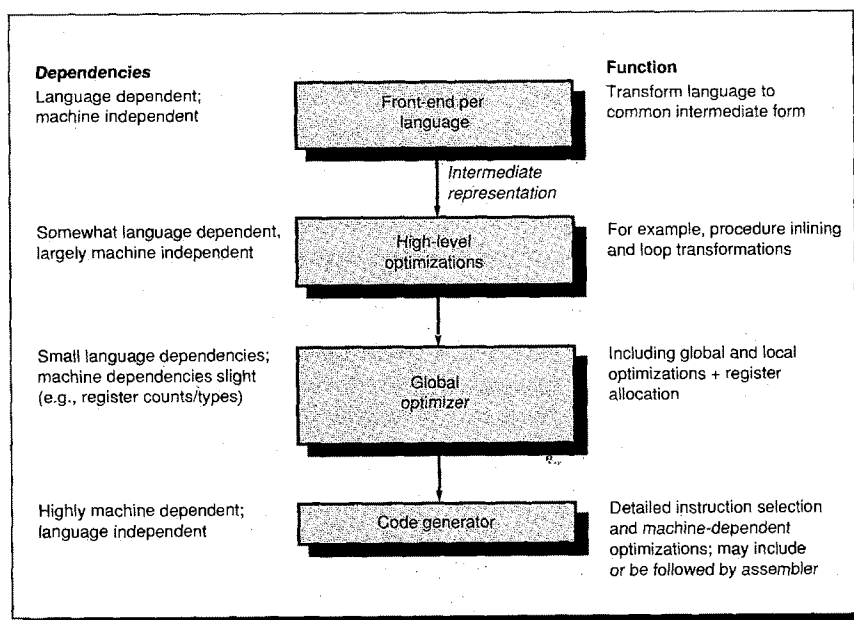 Dependencies
Language dependent;
machine independent
Front-end per
language
Function
Transform language to
common intermediate form
Intermediate
representation
Somewhat language dependent,
largely machine independent
High-level
optimizations
For example, procedure inlining
and loop transformations
Small language dependencies;
machine dependencies slight
(e.g., register counts/types)
Global
optimizer
Including global and local
optimizations + register
allocation
Highly machine dependent;
language independent
Code generator
Detailed instruction selection
and machine-dependent
optimizations; may include
or be followed by assembler